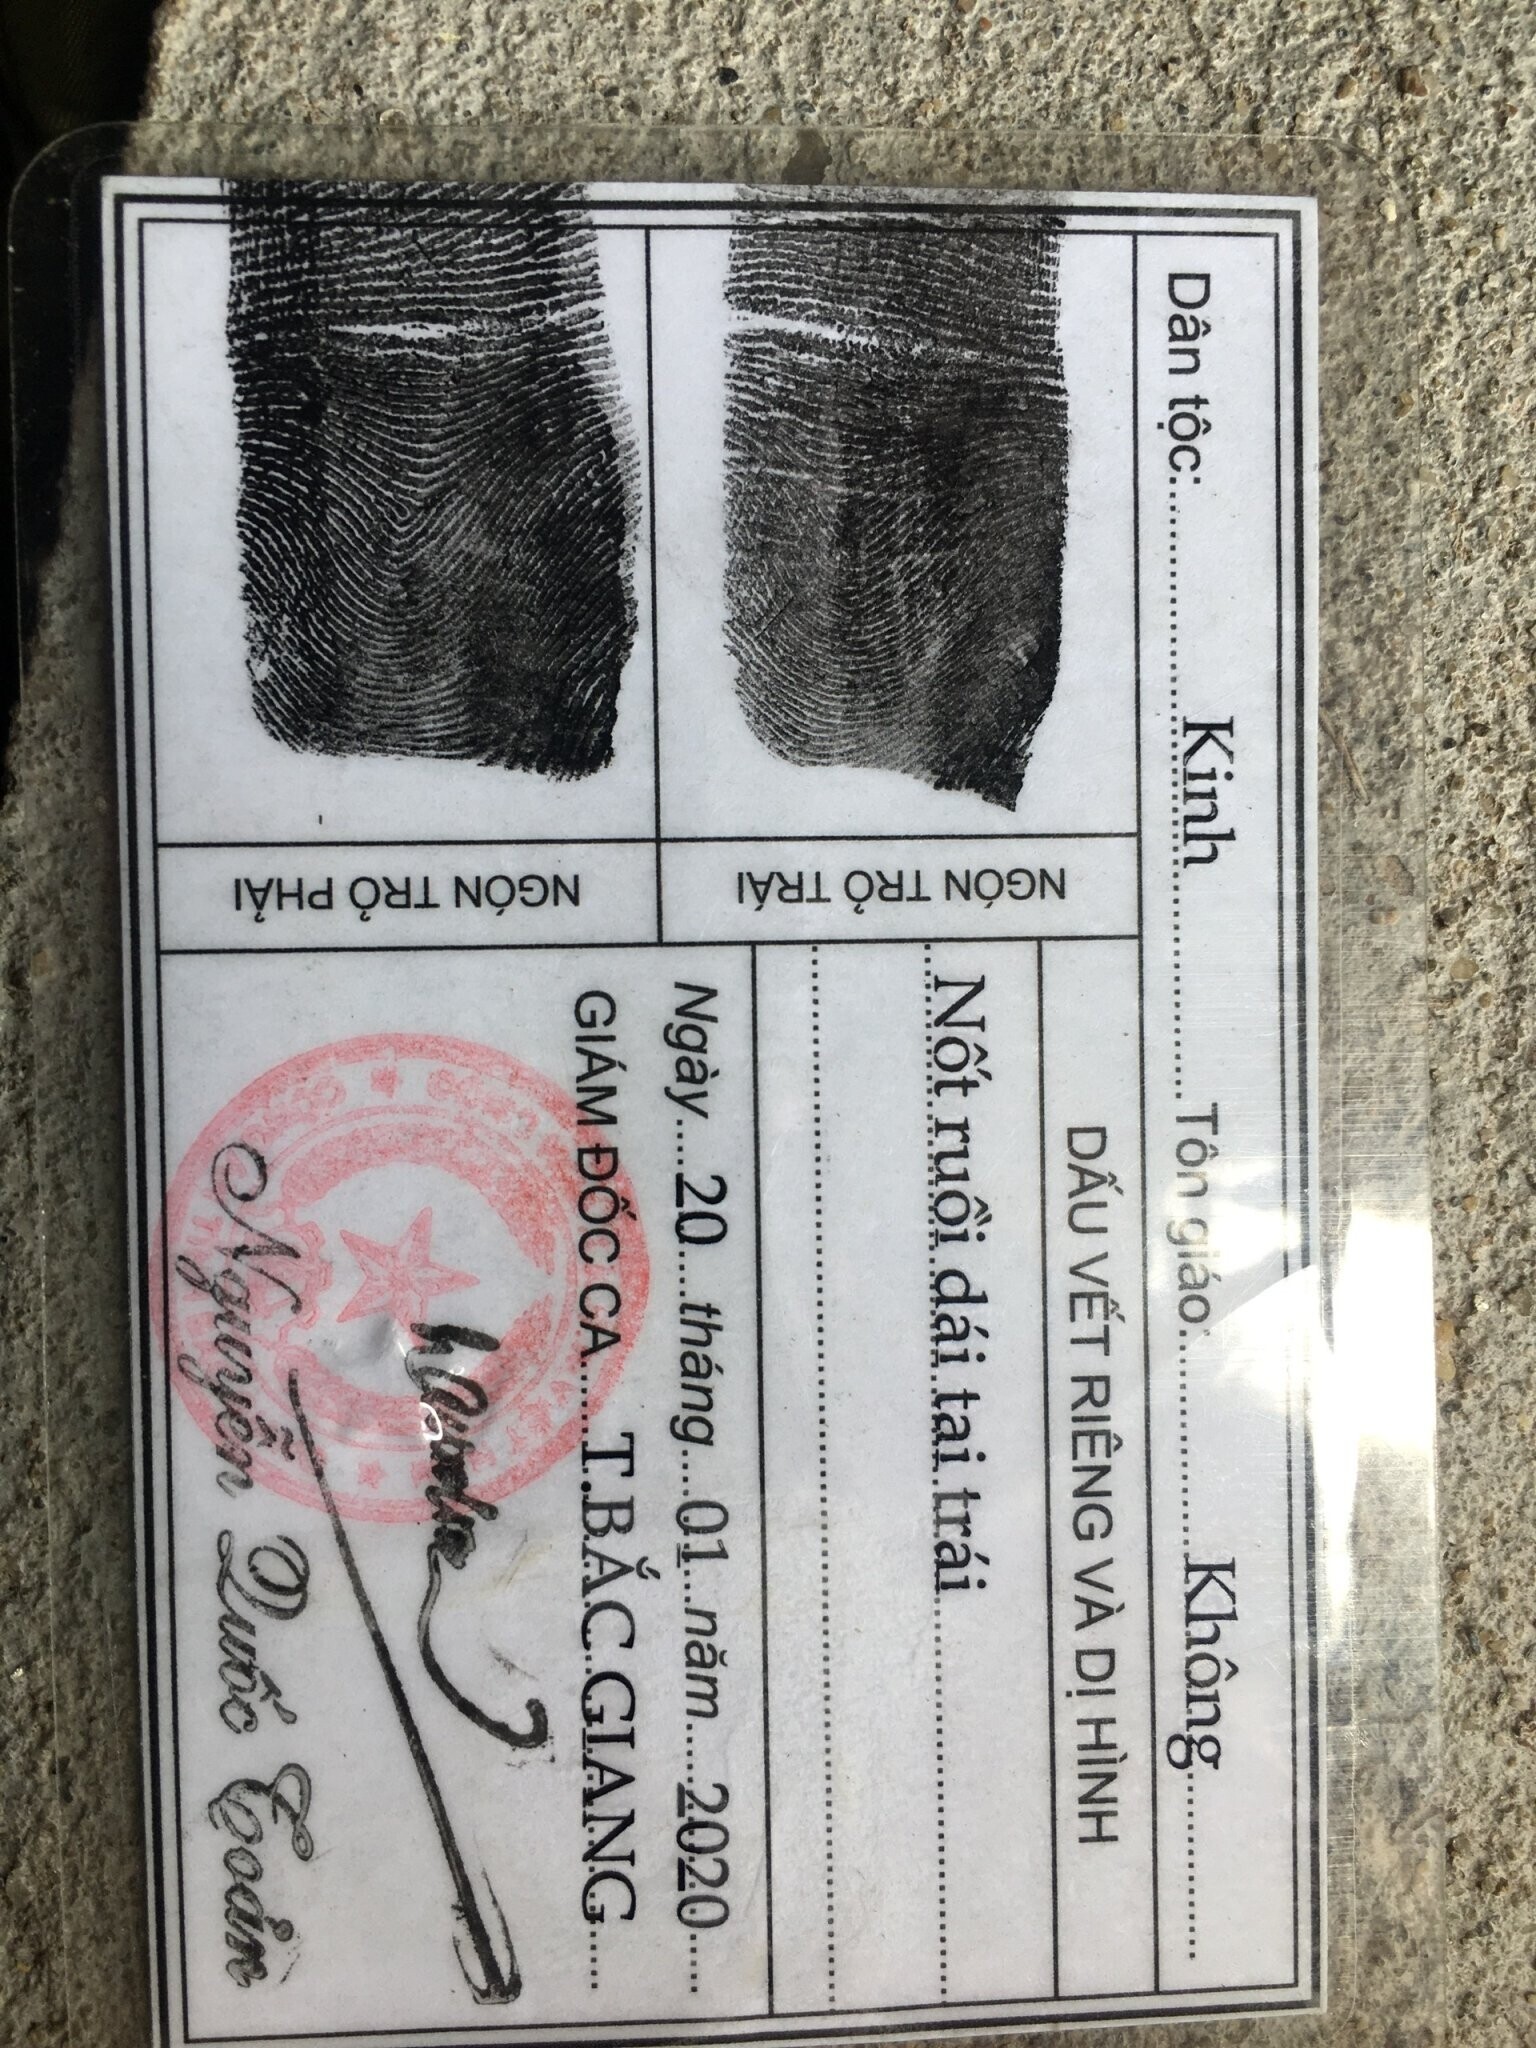 Dân tộc: Kinh Tôn giáo: Không
NGÓN TRỎ TRÁI
NGÓN TRỎ PHẢI
DẤU VẾT RIÊNG VÀ DỊ HÌNH
Nốt ruồi dái tai trái
Ngày 20 tháng 01 năm 2020
GIÁM ĐỐC CA T.BẮC GIANG
Nguyễn Quốc Toản